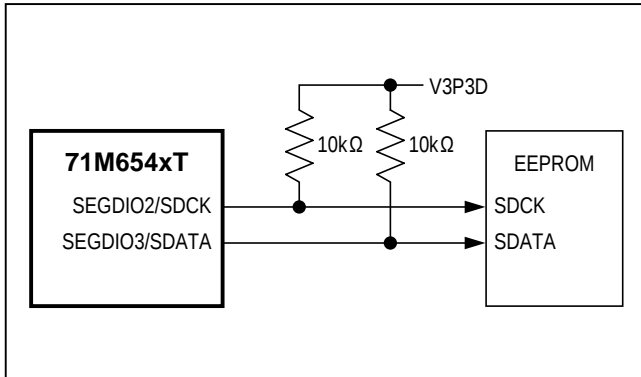 V3P3D
10kΩ 10kΩ
71M654xT
EEPROM
SEGDIO2/SDCK SDCK
SEGDIO3/SDATA SDATA